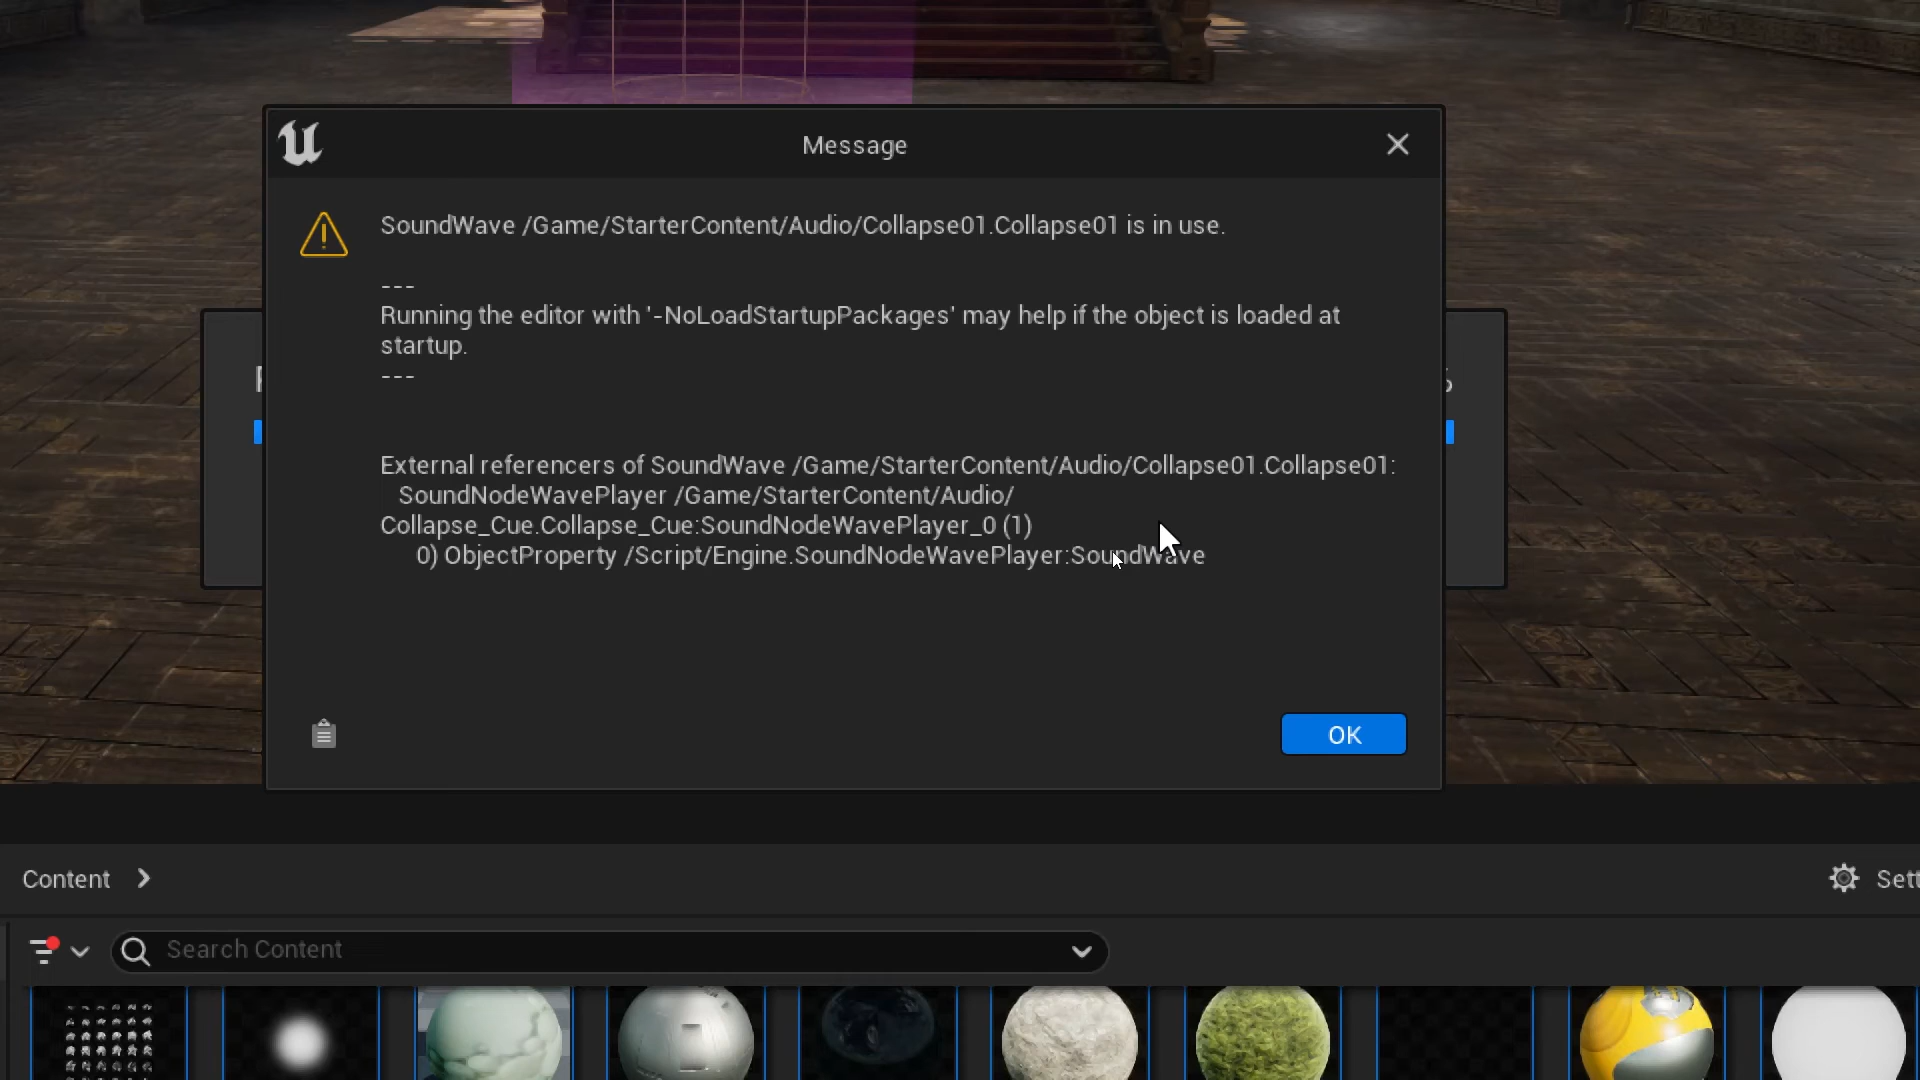 Message
SoundWave /Game/StarterContent/Audio/Collapse01.Collapse01 is in use.
---
Running the editor with '-NoLoadStartupPackages' may help if the object is loaded at
startup.
---
External referencers of SoundWave /Game/StarterContent/Audio/Collapse01.Collapse01:
SoundNodeWavePlayer /Game/StarterContent/Audio/
Collapse_Cue.Collapse_Cue:SoundNodeWavePlayer_0 (1)
0) ObjectProperty /Script/Engine.SoundNodeWavePlayer:SoundWave
OK
Content
Sett
Search Content